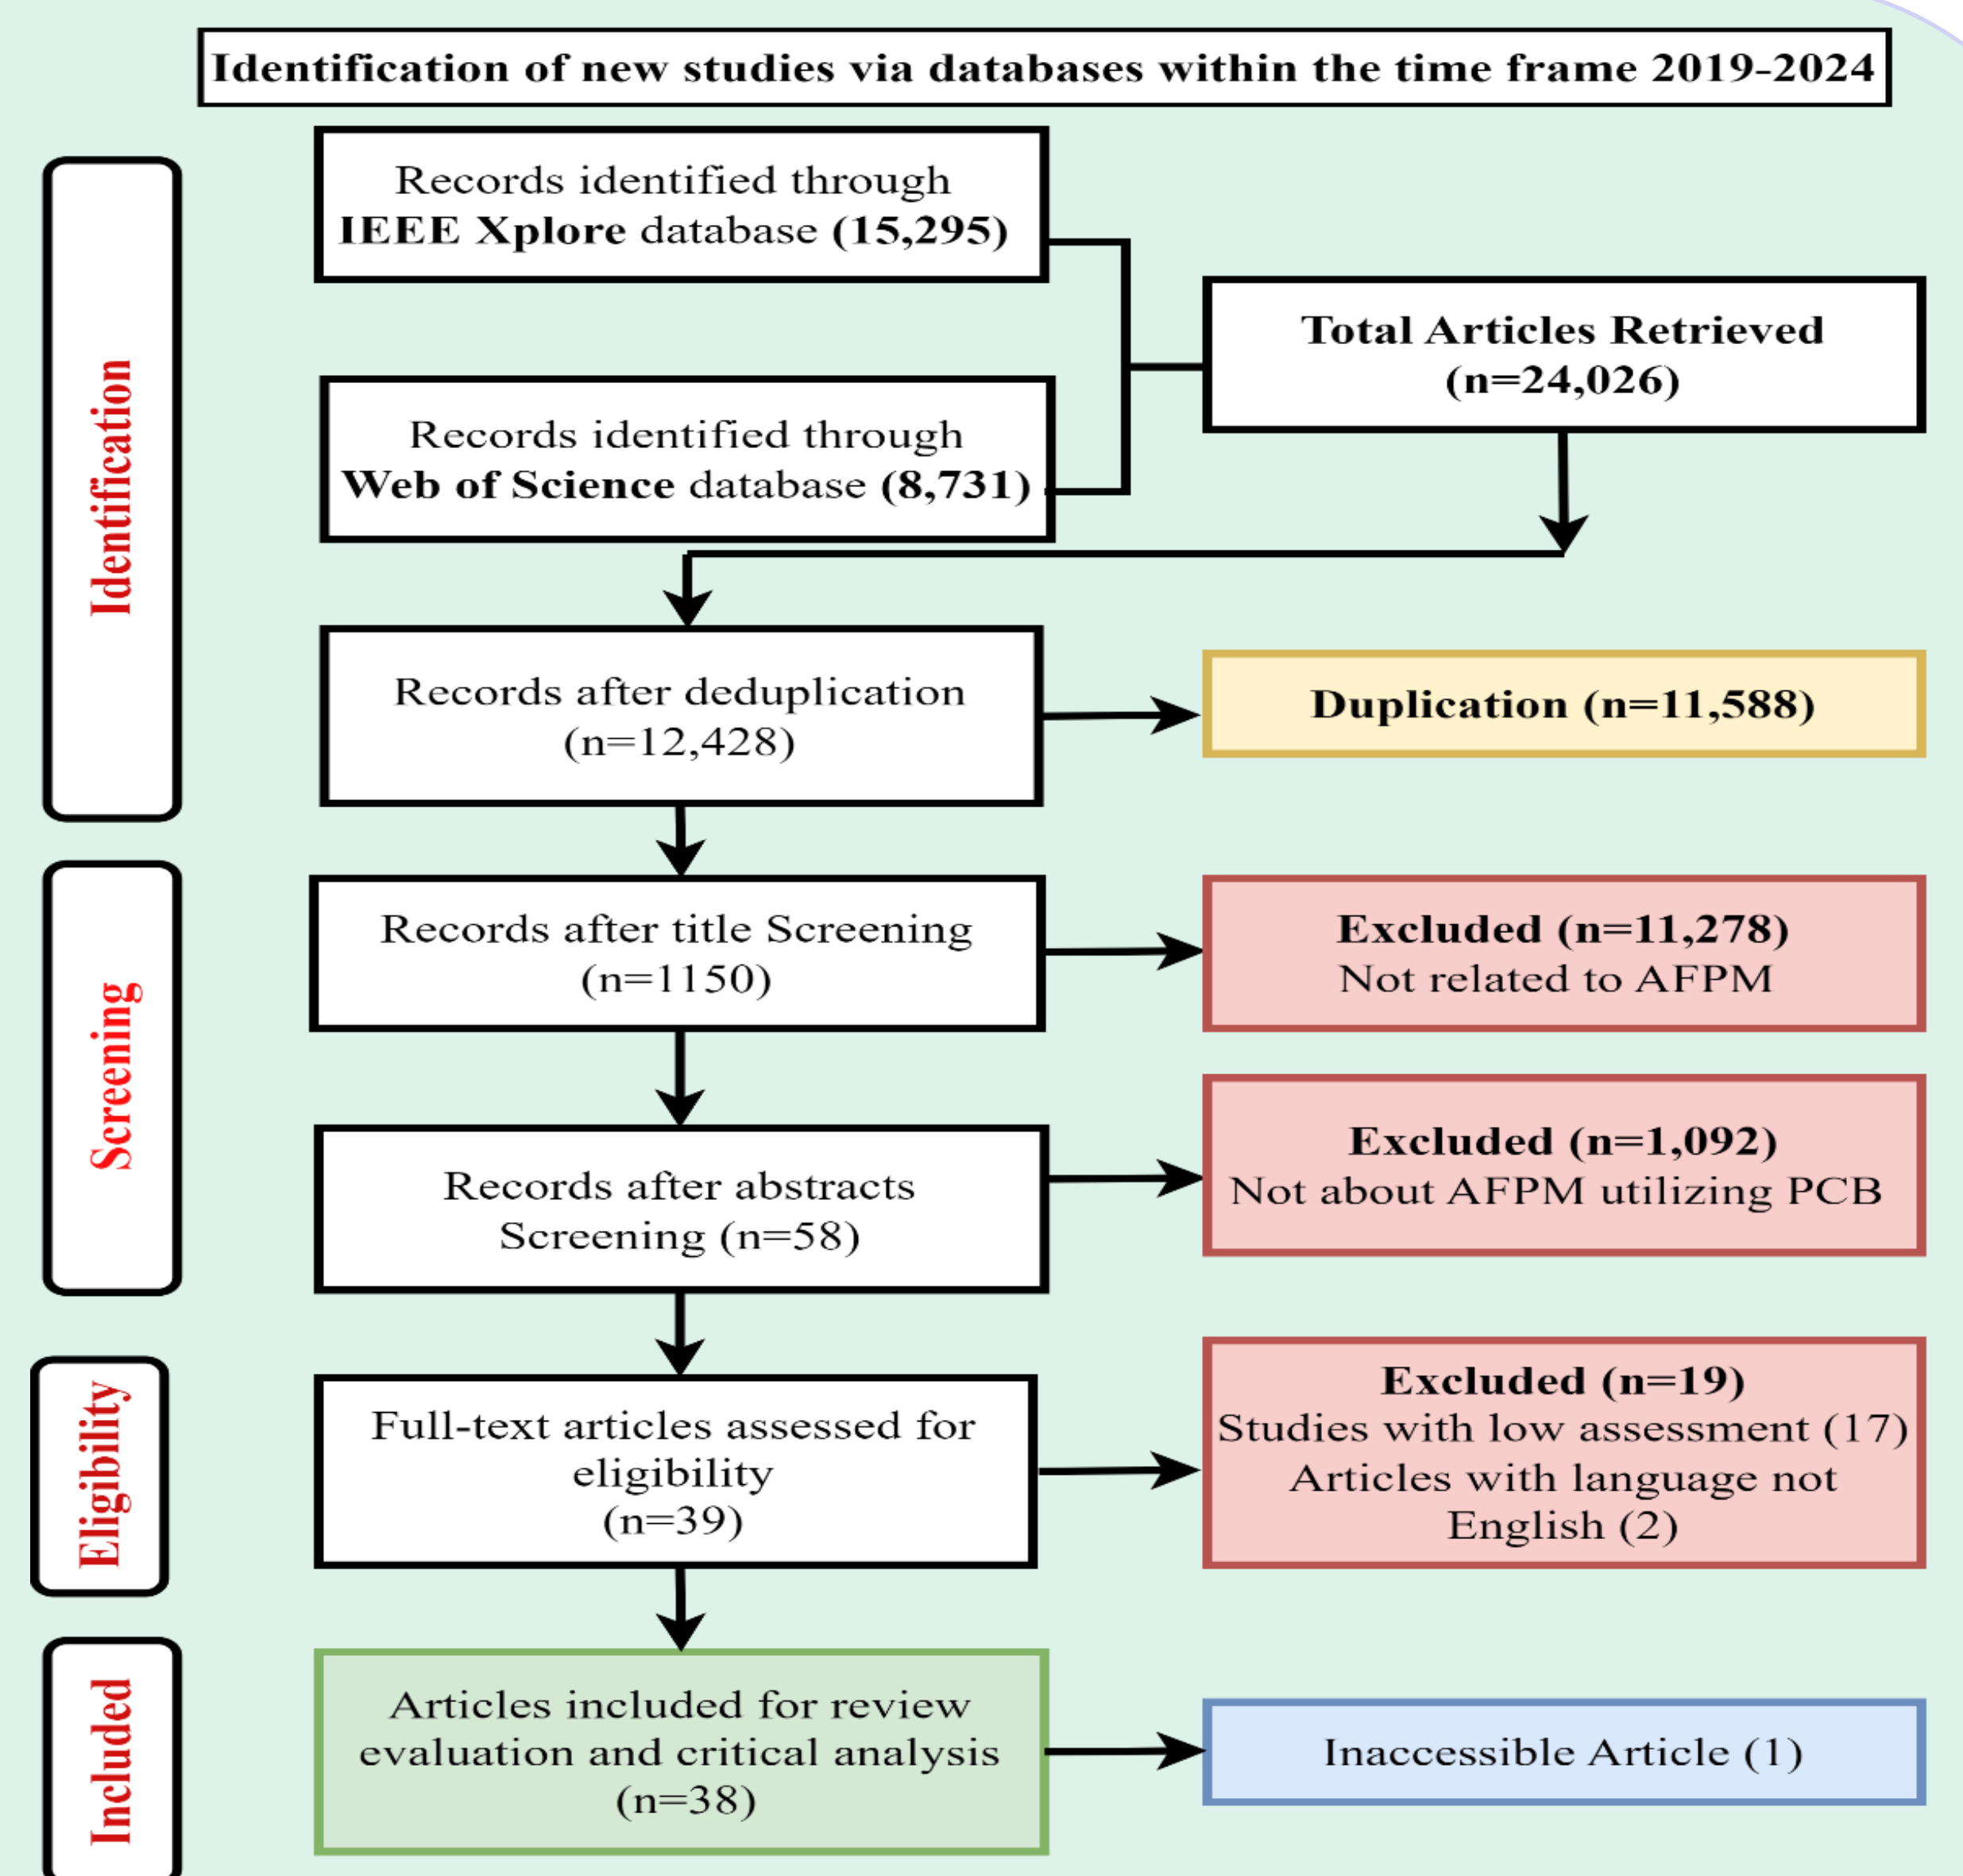 Identification of new studies via databases within the time frame 2019-2024
Identification
Records identified through
IEEE Xplore database (15,295)
Total Articles Retrieved
(n=24,026)
Records identified through
Web of Science database (8,731)
Records after deduplication
(n=12,428)
Duplication (n=11,588)
Screening
Records after title Screening
(n=1150)
Excluded (n=11,278)
Not related to AFPM
Records after abstracts
Screening (n=58)
Excluded (n=1,092)
Not about AFPM utilizing PCB
Eligibility
Full-text articles assessed for
eligibility
(n=39)
Excluded (n=19)
Studies with low assessment (17)
Articles with language not
English (2)
Included
Articles included for review
evaluation and critical analysis
(n=38)
Inaccessible Article (1)